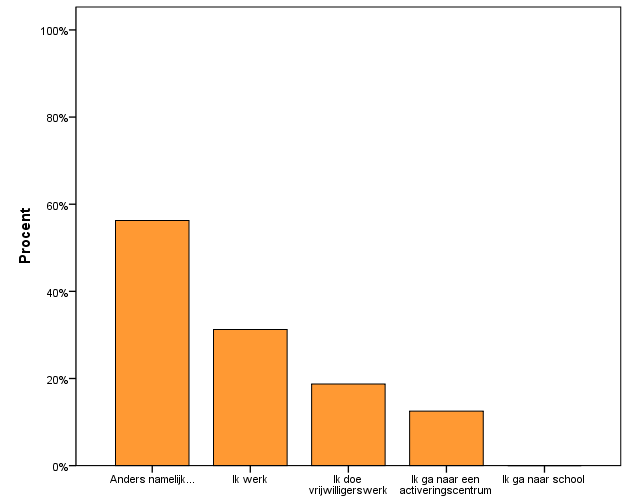 100%
80%
60%
40%
20%
0%
Procent
Anders namelijk...
Ik werk
Ik doe
vrijwilligerswerk
Ik ga naar een
activeringscentrum
Ik ga naar school